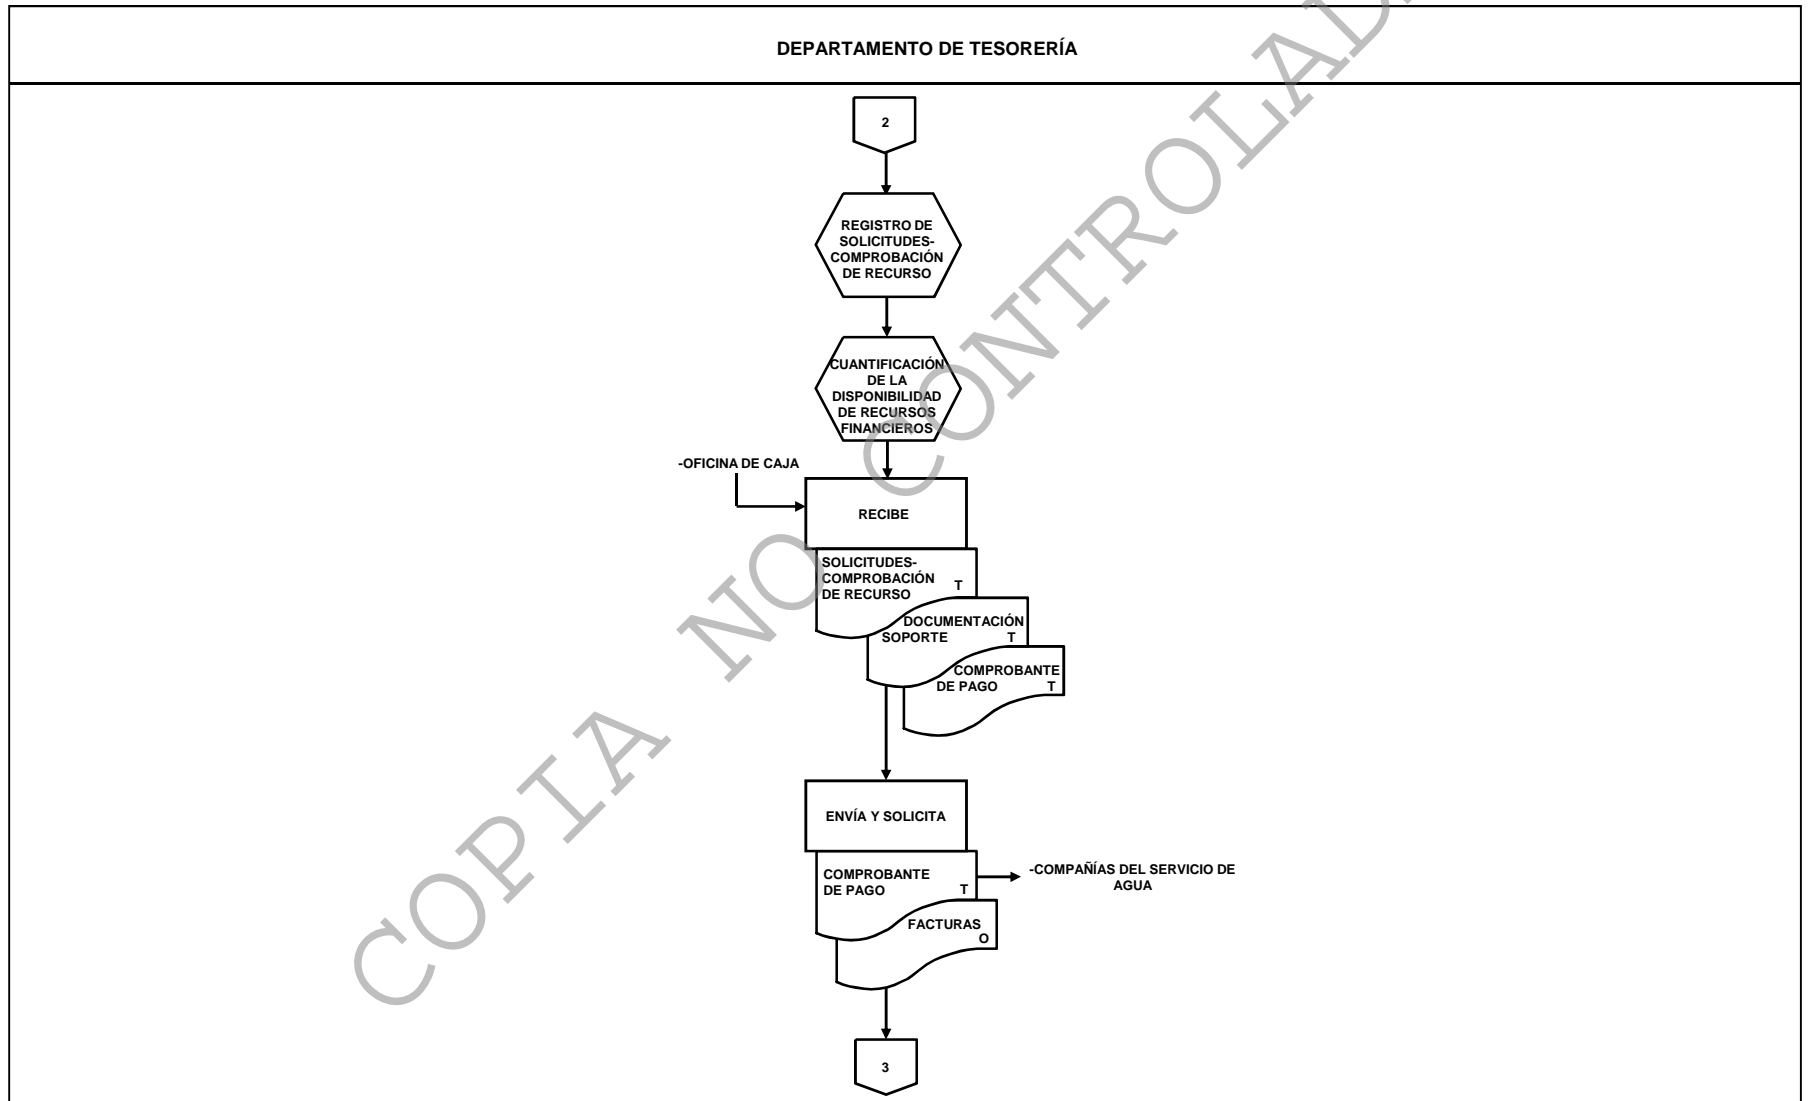 DEPARTAMENTO DE TESORERÍA
2
REGISTRO DE
SOLICITUDES-
COMPROBACIÓN
DE RECURSO
CUANTIFICACIÓN
DE LA
DISPONIBILIDAD
DE RECURSOS
FINANCIEROS
-OFICINA DE CAJA
RECIBE
SOLICITUDES-
COMPROBACIÓN
DE RECURSO T
DOCUMENTACIÓN
SOPORTE T
COMPROBANTE
DE PAGO T
ENVÍA Y SOLICITA
COMPROBANTE
DE PAGO T
-COMPAÑÍAS DEL SERVICIO DE
AGUA
FACTURAS
O
3
COPIA NO CONTROLAD